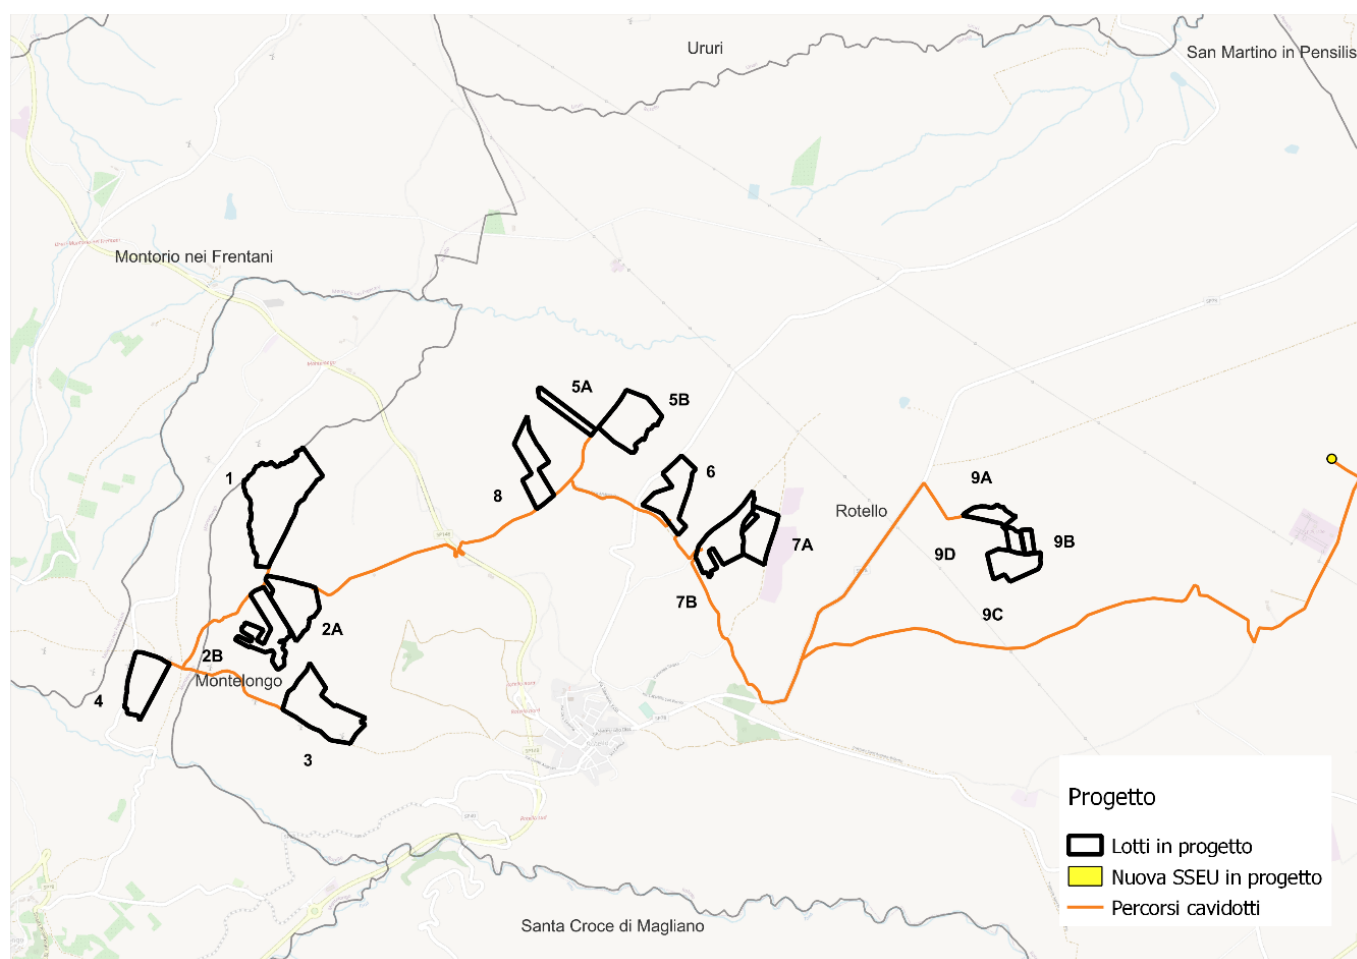 Ururi
San Martino in Pensilis
Montorio nei Frentani
5A
5B
1
6
8
9A
Rotello
7A
9D
9B
7B
9C
2A
2B
Montelongo
4
3
Santa Croce di Magliano
Progetto
Lotti in progetto
Nuova SSEU in progetto
Percorsi cavidotti